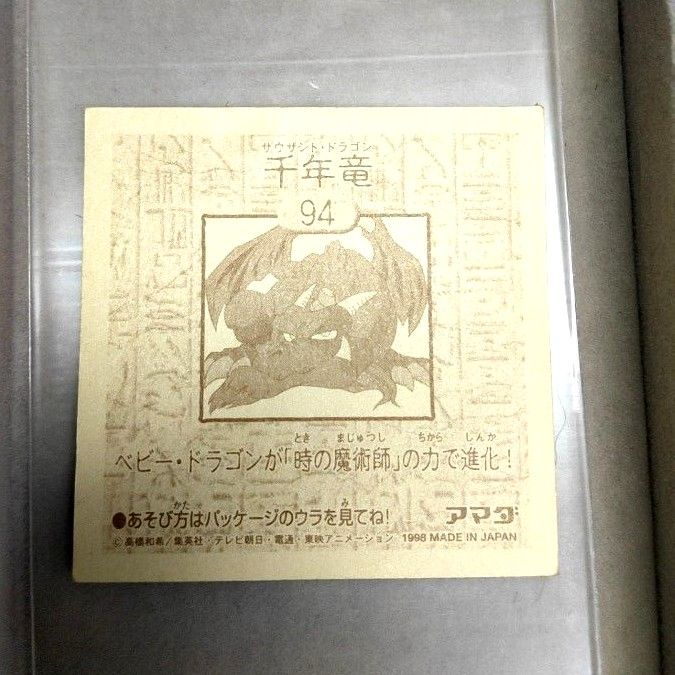 サウザント・ドラゴン
千年竜
94
とき まじゅつし ちから しんか
ベビー・ドラゴンが「時の魔術師」の力で進化!
かた み
●あそび方はパッケージのウラを見てね!
アマダ
© 高橋和希/集英社・テレビ朝日・電通・東映アニメーション 1998 MADE IN JAPAN